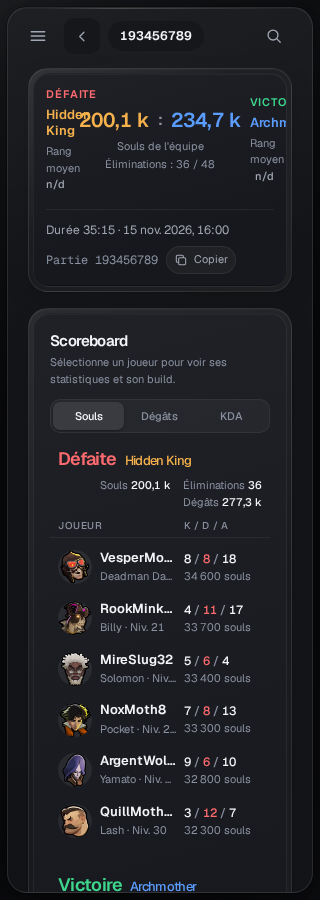 193456789
DÉFAITE
Hidden King
Rang moyen
n/d
200,1 k : 234,7 k
Souls de l'équipe
Éliminations : 36 / 48
VICTO
Archm
Rang moyen
n/d
Durée 35:15 · 15 nov. 2026, 16:00
Partie 193456789
Copier
Scoreboard
Sélectionne un joueur pour voir ses
statistiques et son build.
Souls Dégâts KDA
Défaite Hidden King
Souls 200,1 k Éliminations 36
Dégâts 277,3 k
JOUEUR K / D / A
VesperMo... 8 / 8 / 18
Deadman Da... 34 600 souls
RookMink... 4 / 11 / 17
Billy · Niv. 21 33 700 souls
MireSlug32 5 / 6 / 4
Solomon · Niv... 33 400 souls
NoxMoth8 7 / 8 / 13
Pocket · Niv. 2... 33 300 souls
ArgentWol... 9 / 6 / 10
Yamato · Niv. ... 32 800 souls
QuillMoth... 3 / 12 / 7
Lash · Niv. 30 32 300 souls
Victoire Archmother